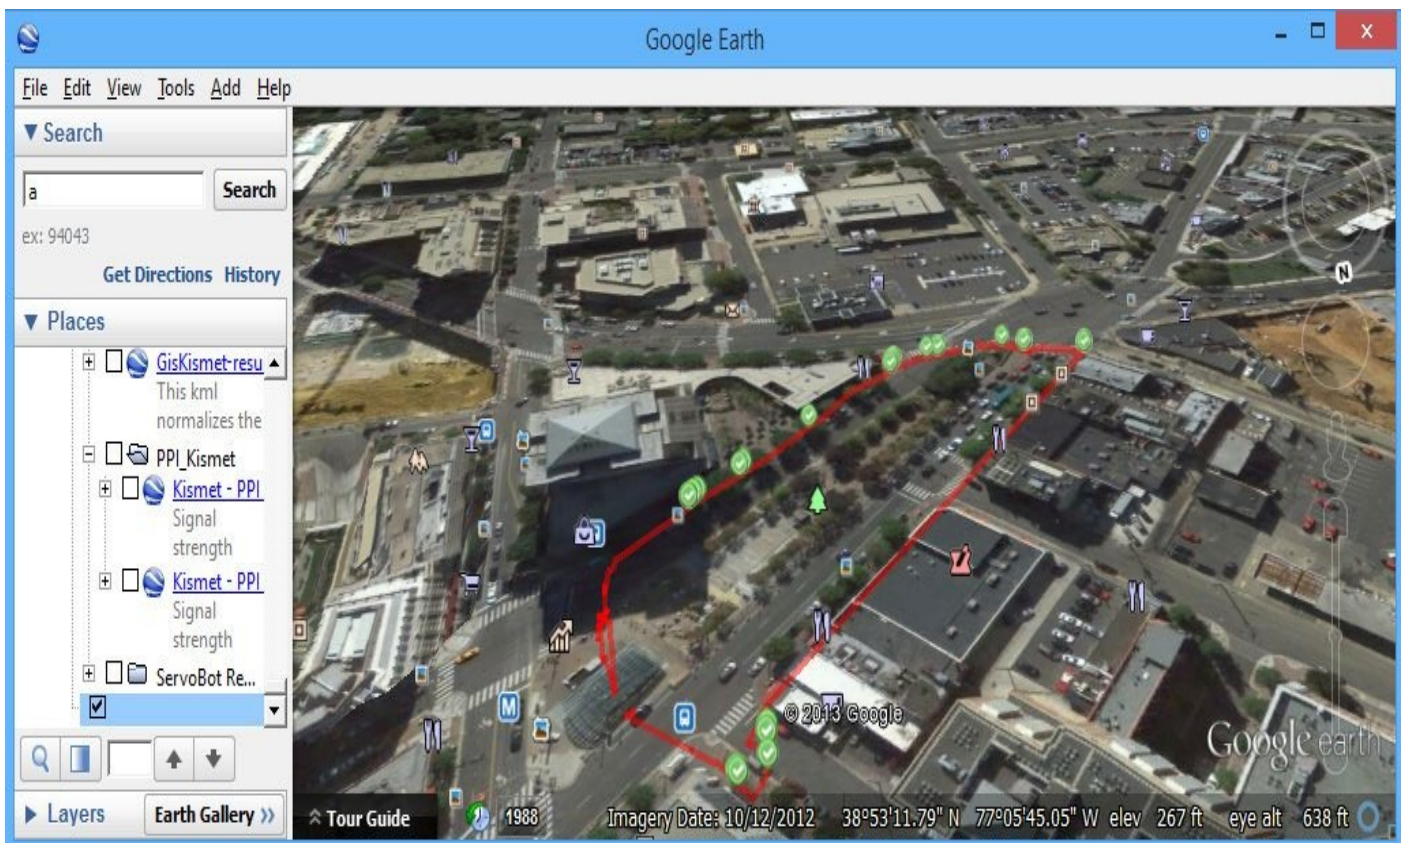 Google Earth
File Edit View Tools Add Help
Search
a
Search
ex: 94043
Get Directions History
Places
GisKismet-resu
This kml
normalizes the
PPI_Kismet
Kismet - PPI
Signal
strength
Kismet - PPI
Signal
strength
ServoBot Re...
Layers
Earth Gallery »
N
M
© 2013 Google
Google earth
Tour Guide
1988
Imagery Date: 10/12/2012 38°53'11.79" N 77°05'45.05" W elev 267 ft eye alt 638 ft